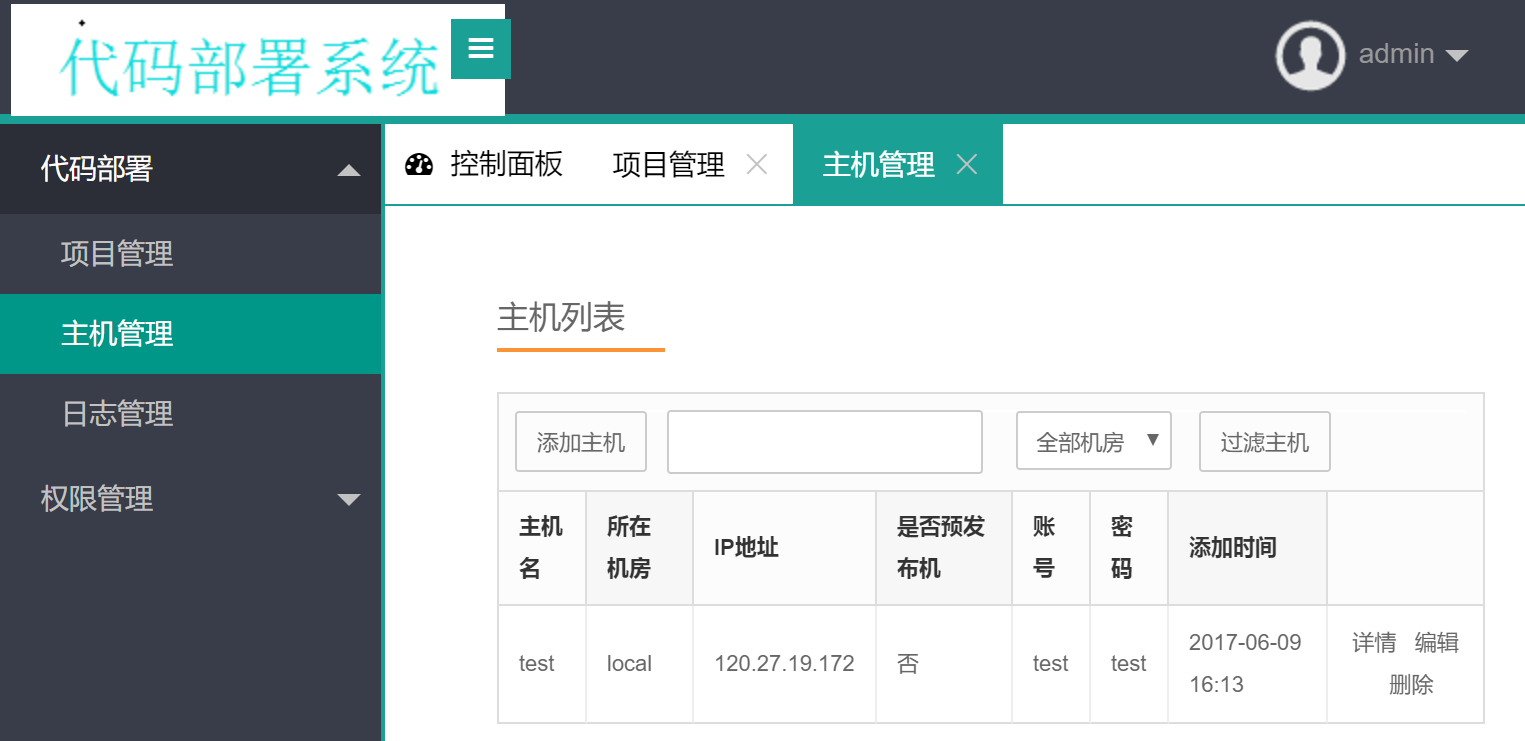 代码部署系统
admin
代码部署
项目管理
主机管理
日志管理
权限管理
控制面板 项目管理 主机管理
主机列表
添加主机 全部机房 过滤主机
主机名 所在机房 IP地址 是否预发布机 账号 密码 添加时间
test local 120.27.19.172 否 test test 2017-06-09 16:13 详情 编辑 删除